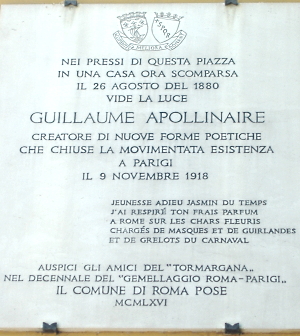 NEI PRESSI DI QUESTA PIAZZA
IN UNA CASA ORA SCOMPARSA
IL 26 AGOSTO DEL 1880
VIDE LA LUCE
GUILLAUME APOLLINAIRE
CREATORE DI NUOVE FORME POETICHE
CHE CHIUSE LA MOVIMENTATA ESISTENZA
A PARIGI
IL 9 NOVEMBRE 1918
JEUNESSE ADIEU JASMIN DU TEMPS
J'AI RESPIRÉ TON FRAIS PARFUM
A ROME SUR LES CHARS FLEURIS
CHARGÉS DE MASQUES ET DE GUIRLANDES
ET DE GRELOTS DU CARNAVAL
AUSPICI GLI AMICI DEL "TORMARGANA"
NEL DECENNALE DEL "GEMELLAGGIO ROMA-PARIGI"
IL COMUNE DI ROMA POSE
MCMLXVI